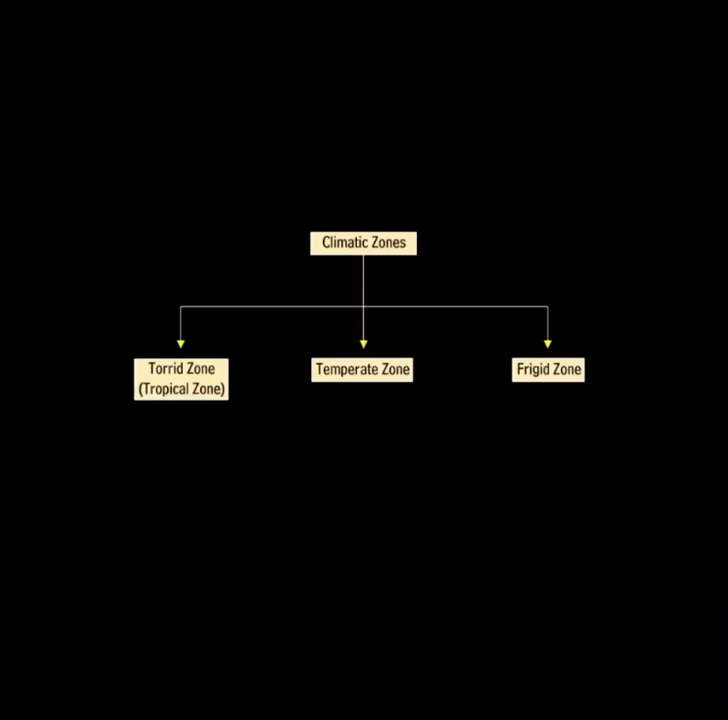 Climatic Zones
Torrid Zone
(Tropical Zone)
Temperate Zone
Frigid Zone